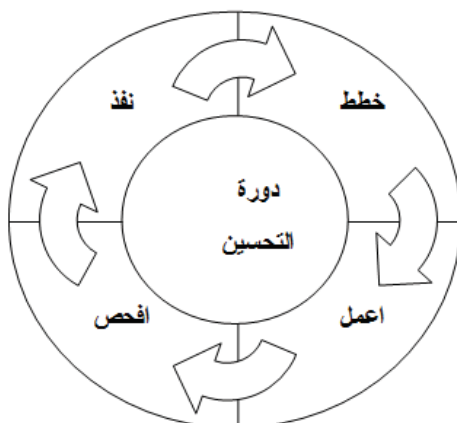 خطط
نفذ
دورة
التحسين
اعمل
افحص